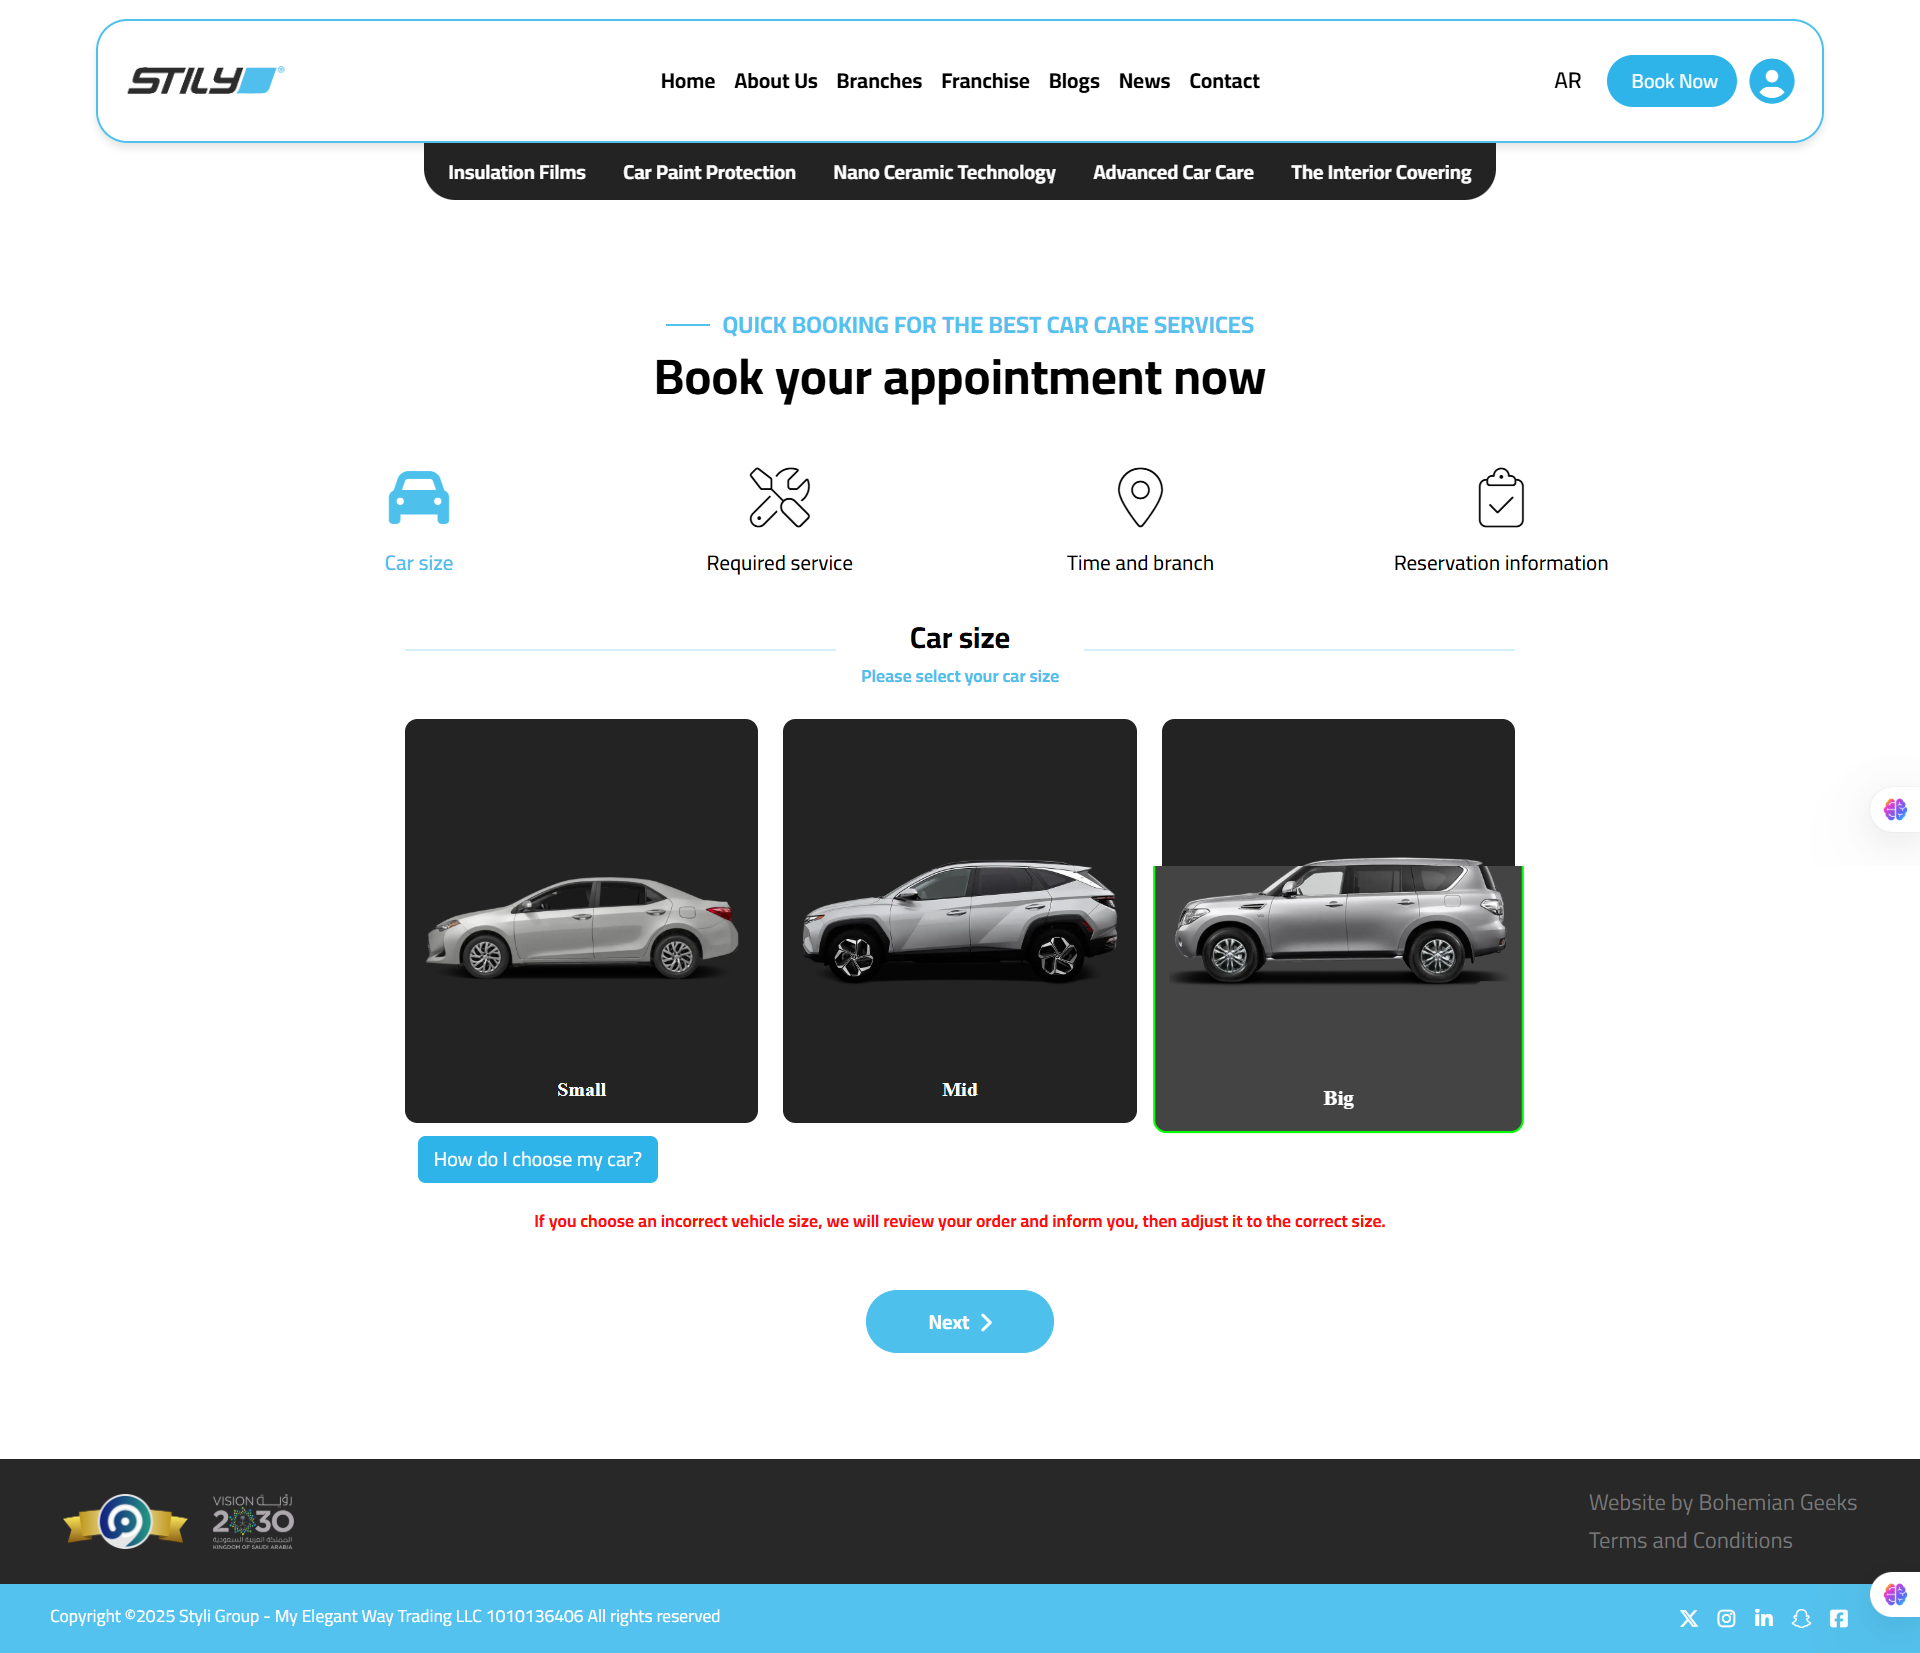 STILY®
Home About Us Branches Franchise Blogs News Contact
AR Book Now
Insulation Films Car Paint Protection Nano Ceramic Technology Advanced Car Care The Interior Covering
QUICK BOOKING FOR THE BEST CAR CARE SERVICES
Book your appointment now
Car size Required service Time and branch Reservation information
Car size
Please select your car size
Small Mid Big
How do I choose my car?
If you choose an incorrect vehicle size, we will review your order and inform you, then adjust it to the correct size.
Next
VISION رؤيـــة
2030
المملكة العربية السعودية
KINGDOM OF SAUDI ARABIA
Website by Bohemian Geeks
Terms and Conditions
Copyright ©2025 Styli Group - My Elegant Way Trading LLC 1010136406 All rights reserved